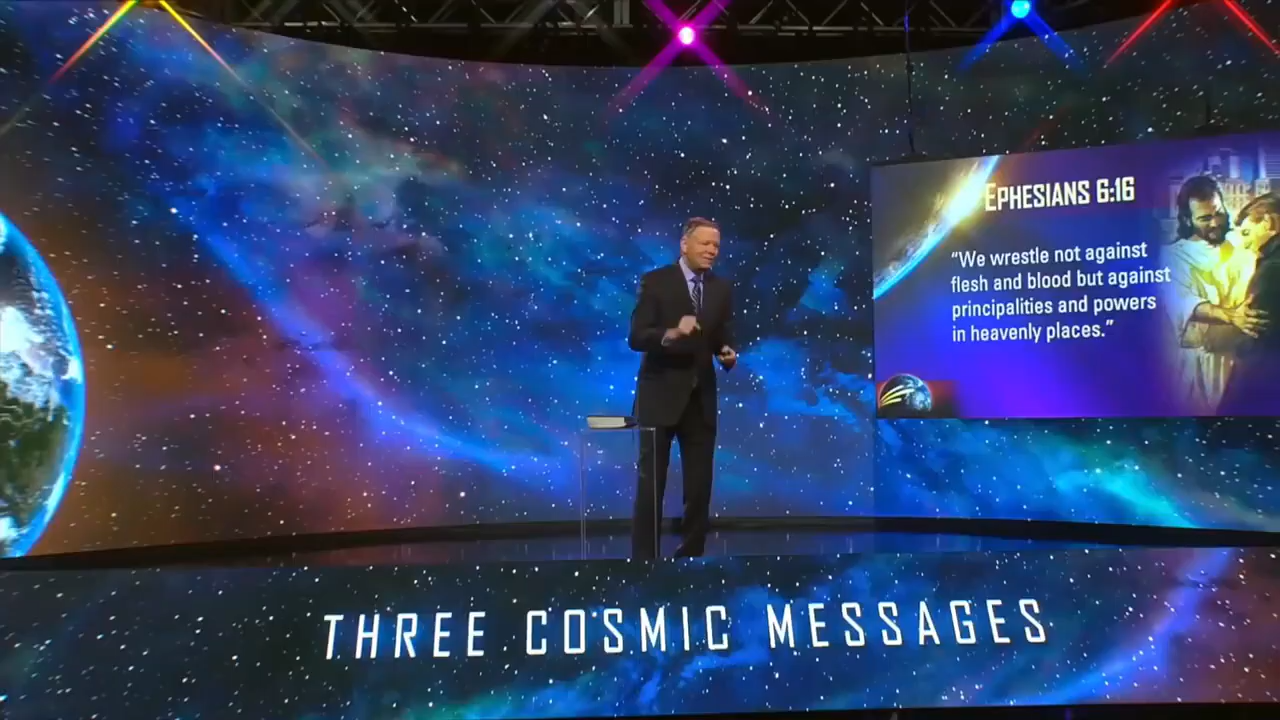 EPHESIANS 6:16
“We wrestle not against
flesh and blood but against
principalities and powers
in heavenly places.”
THREE COSMIC MESSAGES